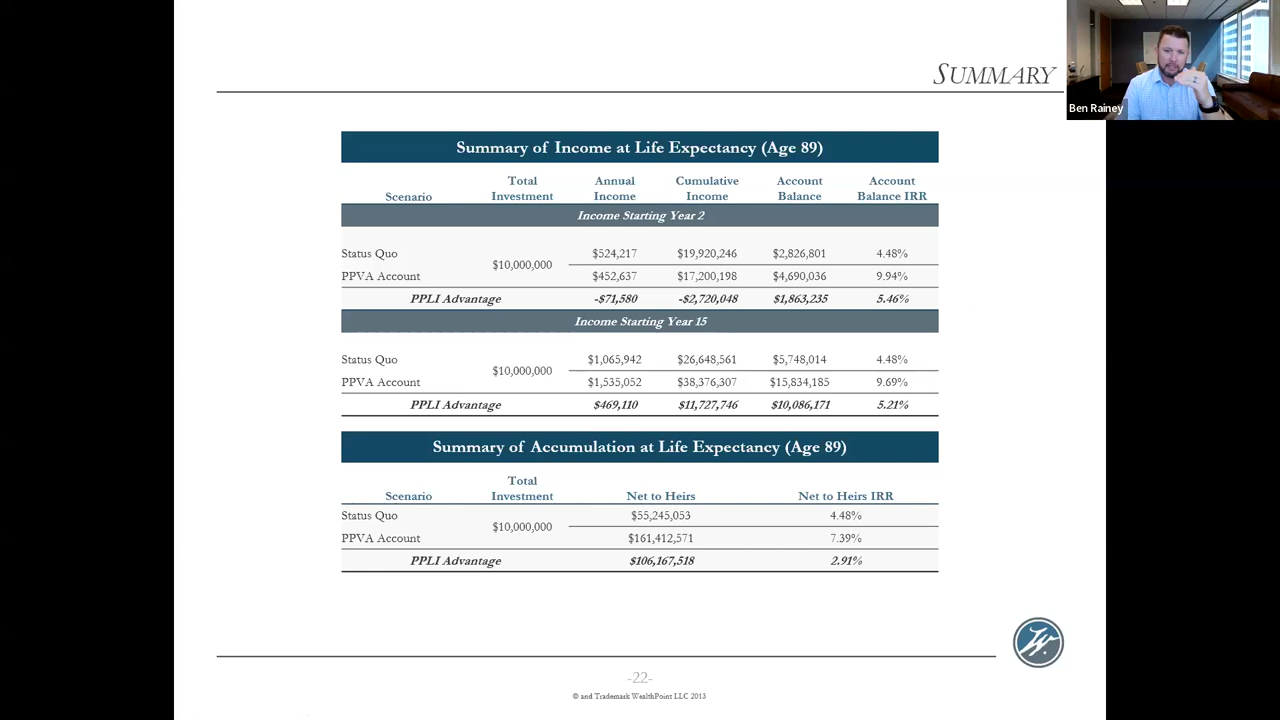 SUMMARY
Ben Rainey
Summary of Income at Life Expectancy (Age 89)
Scenario Total Investment Annual Income Cumulative Income Account Balance Account Balance IRR
Income Starting Year 2
Status Quo $10,000,000 $524,217 $19,920,246 $2,826,801 4.48%
PPVA Account $452,637 $17,200,198 $4,690,036 9.94%
PPLI Advantage -$71,580 -$2,720,048 $1,863,235 5.46%
Income Starting Year 15
Status Quo $10,000,000 $1,065,942 $26,648,561 $5,748,014 4.48%
PPVA Account $1,535,052 $38,376,307 $15,834,185 9.69%
PPLI Advantage $469,110 $11,727,746 $10,086,171 5.21%
Summary of Accumulation at Life Expectancy (Age 89)
Scenario Total Investment Net to Heirs Net to Heirs IRR
Status Quo $10,000,000 $55,245,053 4.48%
PPVA Account $161,412,571 7.39%
PPLI Advantage $106,167,518 2.91%
-22-
© and Trademark WealthPoint LLC 2013